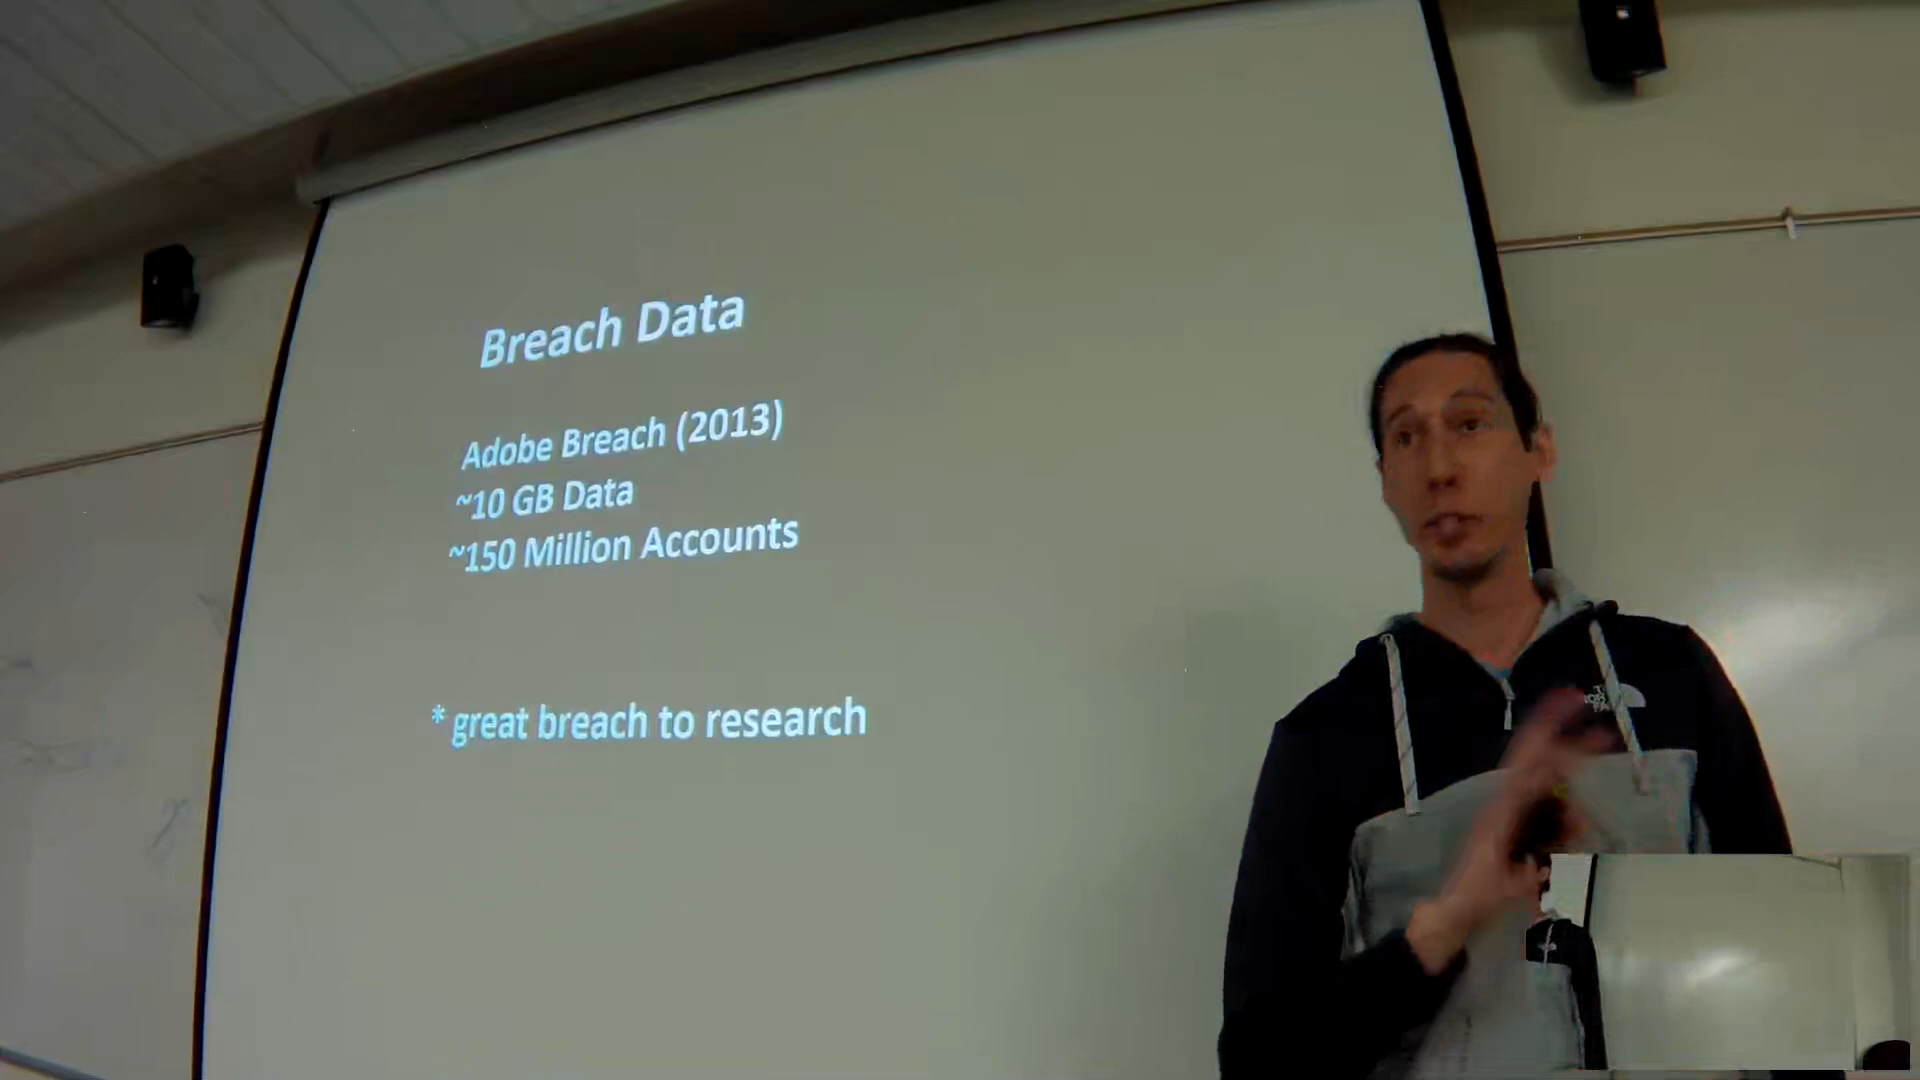 Breach Data
Adobe Breach (2013)
~10 GB Data
~150 Million Accounts
* great breach to research